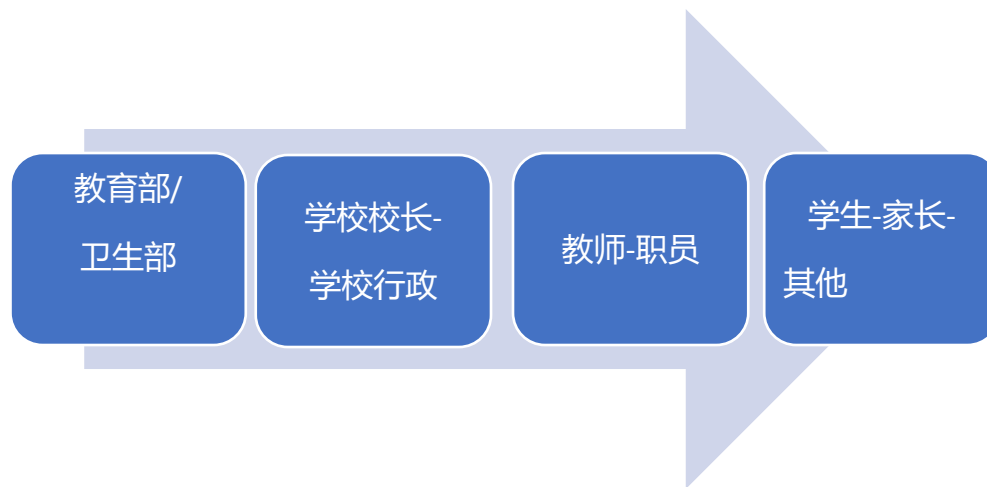 教育部/
卫生部
学校校长-
学校行政
教师-职员
学生-家长-
其他